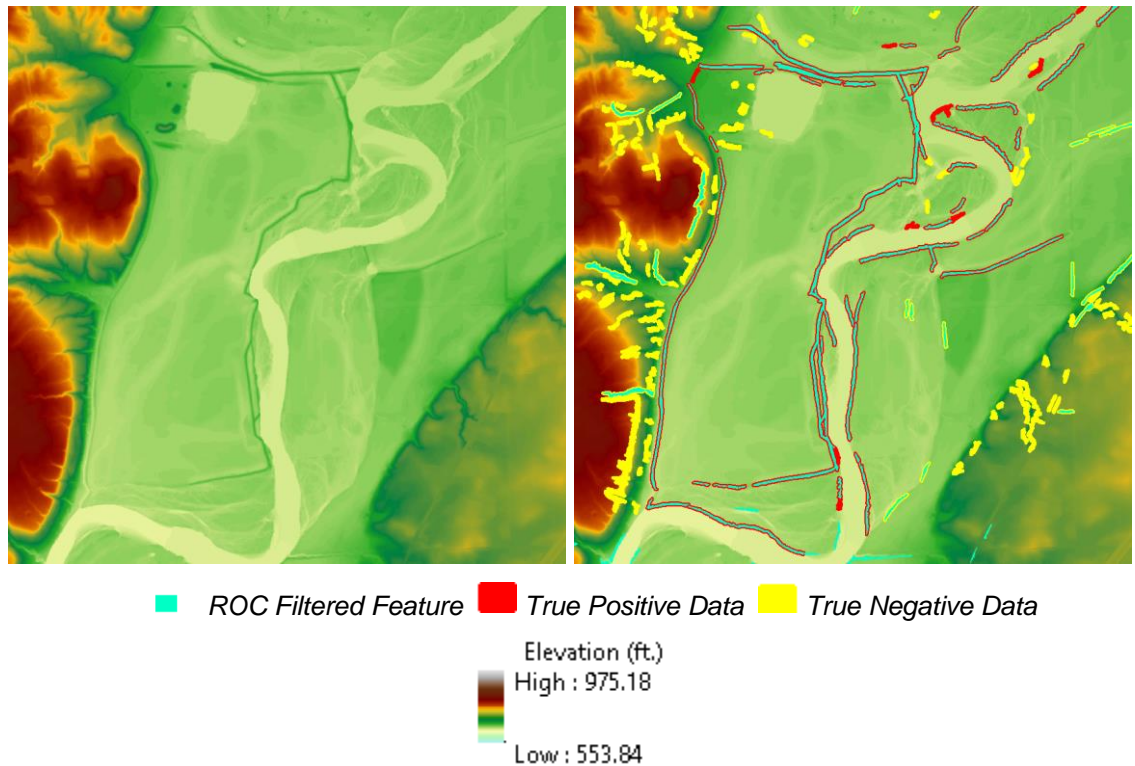 ROC Filtered Feature True Positive Data True Negative Data
Elevation (ft.)
High : 975.18
Low : 553.84